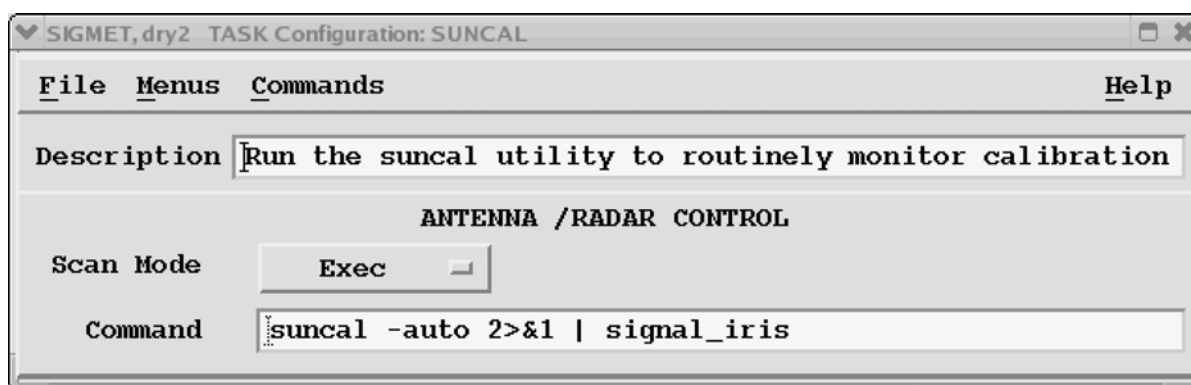 SIGMET, dry2 TASK Configuration: SUNCAL
File Menus Commands Help
Description Run the suncal utility to routinely monitor calibration
ANTENNA /RADAR CONTROL
Scan Mode Exec
Command suncal -auto 2>&1 | signal_iris